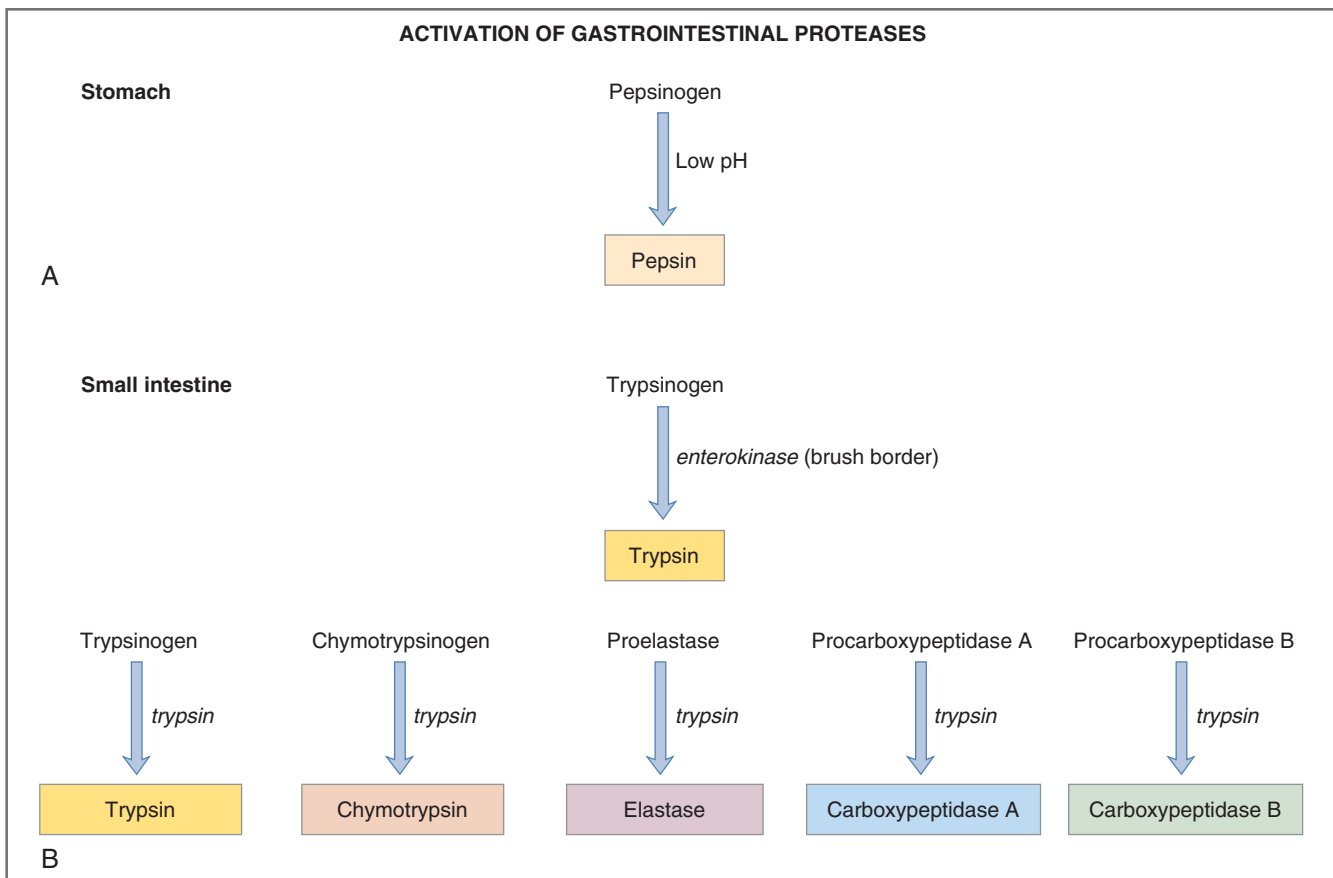 ACTIVATION OF GASTROINTESTINAL PROTEASES
Stomach
Pepsinogen
Low pH
Pepsin
A
Small intestine
Trypsinogen
enterokinase (brush border)
Trypsin
Trypsinogen
Chymotrypsinogen
Proelastase
Procarboxypeptidase A
Procarboxypeptidase B
trypsin
trypsin
trypsin
trypsin
trypsin
Trypsin
Chymotrypsin
Elastase
Carboxypeptidase A
Carboxypeptidase B
B